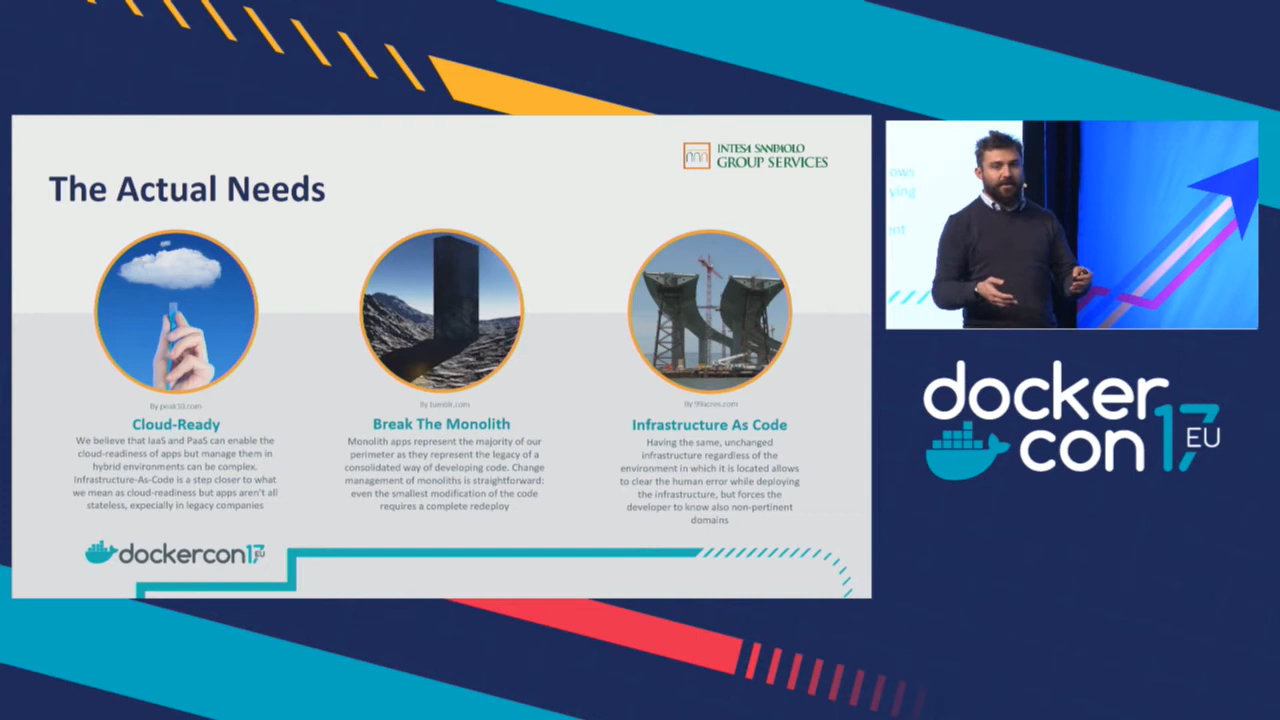 INTESA SANPAOLO
GROUP SERVICES
The Actual Needs
By peak10.com
Cloud-Ready
We believe that IaaS and PaaS can enable the
cloud-readiness of apps but manage them in
hybrid environments can be complex.
Infrastructure-As-Code is a step closer to what
we mean as cloud-readiness but apps aren't all
stateless, expecially in legacy companies
By tumblr.com
Break The Monolith
Monolith apps represent the majority of our
perimeter as they represent the legacy of a
consolidated way of developing code. Change
management of monoliths is straightforward:
even the smallest modification of the code
requires a complete redeploy
By 99acres.com
Infrastructure As Code
Having the same, unchanged
infrastructure regardless of the
environment in which it is located allows
to clear the human error while deploying
the infrastructure, but forces the
developer to know also non-pertinent
domains
dockercon17 EU
ows
ving
ent
docker
con 17 EU